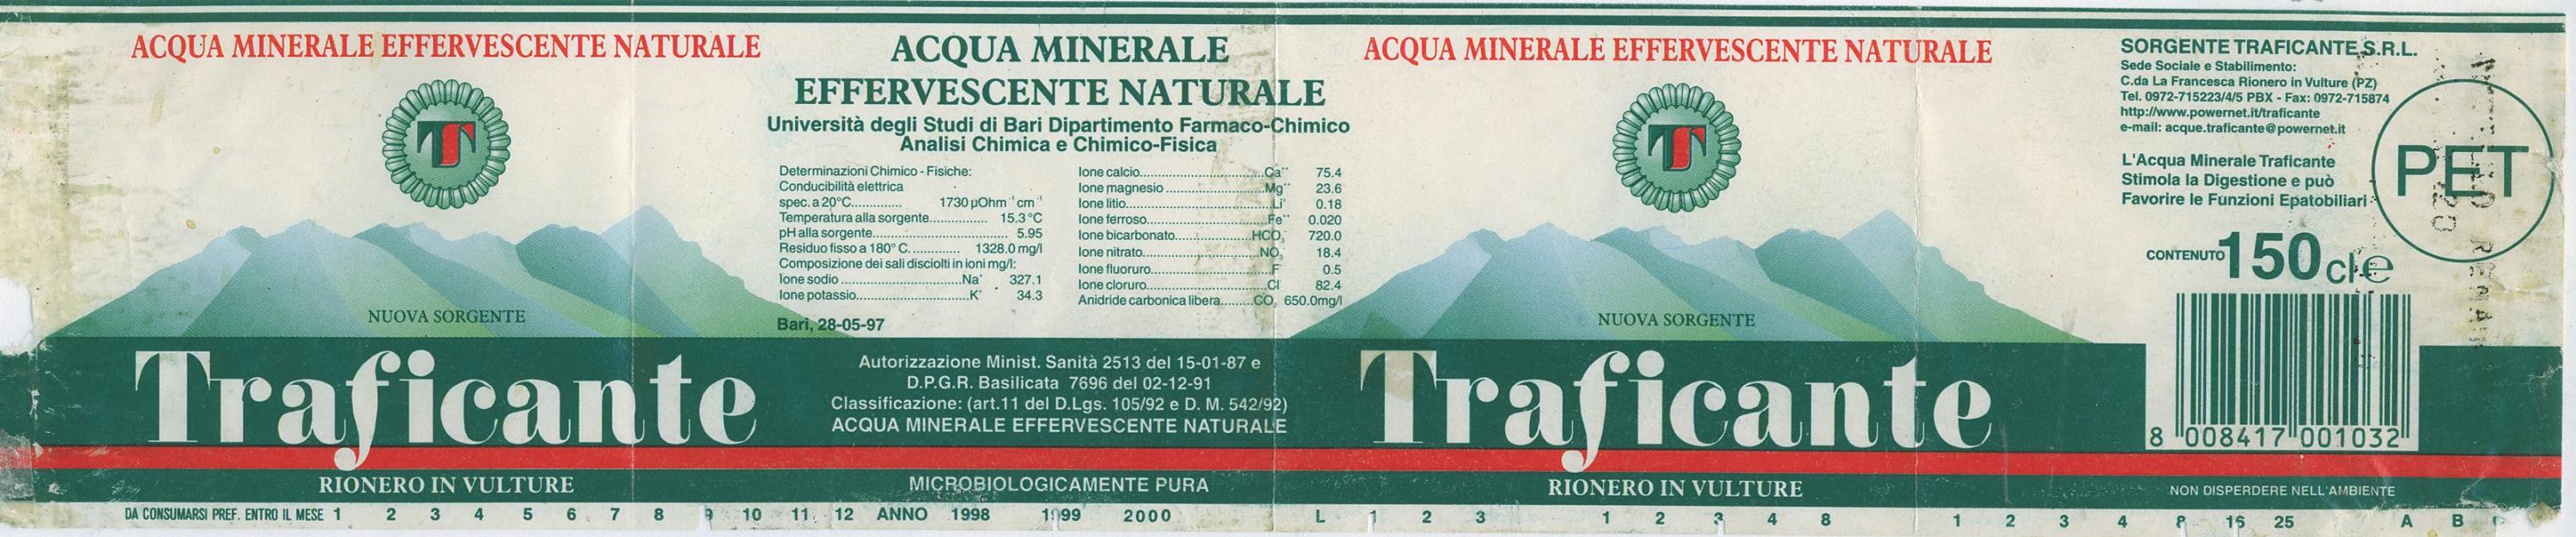 ACQUA MINERALE EFFERVESCENTE NATURALE
TS
NUOVA SORGENTE
Traficante
RIONERO IN VULTURE
DA CONSUMARSI PREF. ENTRO IL MESE 1 2 3 4 5 6 7 8 9 10 11 12 ANNO 1998 1999 2000
ACQUA MINERALE
EFFERVESCENTE NATURALE
Università degli Studi di Bari Dipartimento Farmaco-Chimico
Analisi Chimica e Chimico-Fisica
Determinazioni Chimico - Fisiche:
Conducibilità elettrica
spec. a 20°C.............. 1730 µOhm⁻¹ cm⁻¹
Temperatura alla sorgente................ 15.3 °C
pH alla sorgente..................................... 5.95
Residuo fisso a 180° C............. 1328.0 mg/l
Composizione dei sali disciolti in ioni mg/l:
Ione sodio ....................................Na⁺ 327.1
Ione potassio.................................K⁺ 34.3
Ione calcio.........................................Ca⁺⁺ 75.4
Ione magnesio ...........................Mg⁺⁺ 23.6
Ione litio............................................Li⁺ 0.18
Ione ferroso.................................Fe⁺⁺ 0.020
Ione bicarbonato.....................HCO₃⁻ 720.0
Ione nitrato..................................NO₃⁻ 18.4
Ione fluoruro...................................F⁻ 0.5
Ione cloruro...................................Cl⁻ 82.4
Anidride carbonica libera.........CO₂ 650.0mg/l
Bari, 28-05-97
Autorizzazione Minist. Sanità 2513 del 15-01-87 e
D.P.G.R. Basilicata 7696 del 02-12-91
Classificazione: (art.11 del D.Lgs. 105/92 e D. M. 542/92)
ACQUA MINERALE EFFERVESCENTE NATURALE
MICROBIOLOGICAMENTE PURA
ACQUA MINERALE EFFERVESCENTE NATURALE
TS
NUOVA SORGENTE
Traficante
RIONERO IN VULTURE
L 1 2 3 1 2 3 4 8 1 2 3 4 8 16 25 A B
SORGENTE TRAFICANTE S.R.L.
Sede Sociale e Stabilimento:
C.da La Francesca Rionero in Vulture (PZ)
Tel. 0972-715223/4/5 PBX - Fax: 0972-715874
http://www.powernet.it/traficante
e-mail: acque.traficante@powernet.it
L'Acqua Minerale Traficante
Stimola la Digestione e può
Favorire le Funzioni Epatobiliari
PET
CONTENUTO 150 cl e
8 008417 001032
NON DISPERDERE NELL'AMBIENTE